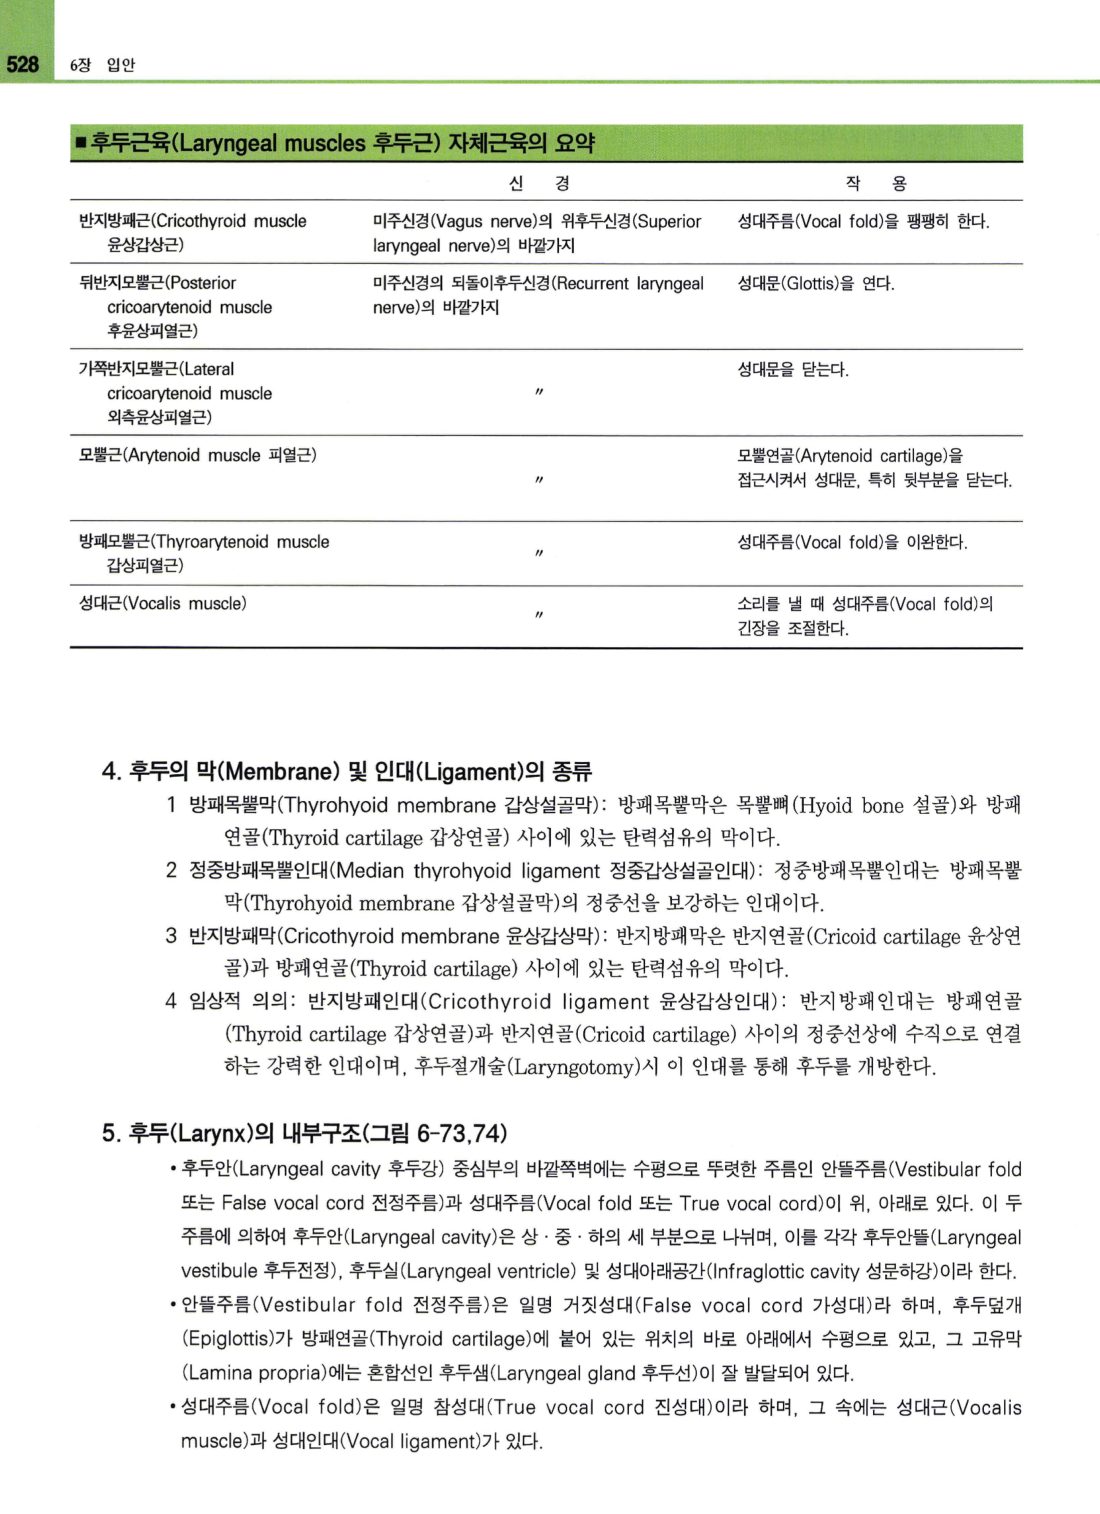 528 6장 입안
■ 후두근육(Laryngeal muscles 후두근) 자체근육의 요약
신 경 작 용
반지방패근(Cricothyroid muscle 미주신경(Vagus nerve)의 위후두신경(Superior 성대주름(Vocal fold)을 팽팽히 한다.
윤상갑상근) laryngeal nerve)의 바깥가지
뒤반지모뿔근(Posterior 미주신경의 되돌이후두신경(Recurrent laryngeal 성대문(Glottis)을 연다.
cricoarytenoid muscle nerve)의 바깥가지
후윤상피열근)
가쪽반지모뿔근(Lateral 성대문을 닫는다.
cricoarytenoid muscle 〃
외측윤상피열근)
모뿔근(Arytenoid muscle 피열근) 모뿔연골(Arytenoid cartilage)을
〃 접근시켜서 성대문, 특히 뒷부분을 닫는다.
방패모뿔근(Thyroarytenoid muscle 〃 성대주름(Vocal fold)을 이완한다.
갑상피열근)
성대근(Vocalis muscle) 〃 소리를 낼 때 성대주름(Vocal fold)의
긴장을 조절한다.
4. 후두의 막(Membrane) 및 인대(Ligament)의 종류
1 방패목뿔막(Thyrohyoid membrane 갑상설골막): 방패목뿔막은 목뿔뼈(Hyoid bone 설골)와 방패
연골(Thyroid cartilage 갑상연골) 사이에 있는 탄력섬유의 막이다.
2 정중방패목뿔인대(Median thyrohyoid ligament 정중갑상설골인대): 정중방패목뿔인대는 방패목뿔
막(Thyrohyoid membrane 갑상설골막)의 정중선을 보강하는 인대이다.
3 반지방패막(Cricothyroid membrane 윤상갑상막): 반지방패막은 반지연골(Cricoid cartilage 윤상연
골)과 방패연골(Thyroid cartilage) 사이에 있는 탄력섬유의 막이다.
4 임상적 의의: 반지방패인대(Cricothyroid ligament 윤상갑상인대): 반지방패인대는 방패연골
(Thyroid cartilage 갑상연골)과 반지연골(Cricoid cartilage) 사이의 정중선상에 수직으로 연결
하는 강력한 인대이며, 후두절개술(Laryngotomy)시 이 인대를 통해 후두를 개방한다.
5. 후두(Larynx)의 내부구조(그림 6-73,74)
• 후두안(Laryngeal cavity 후두강) 중심부의 바깥쪽벽에는 수평으로 뚜렷한 주름인 안뜰주름(Vestibular fold
또는 False vocal cord 전정주름)과 성대주름(Vocal fold 또는 True vocal cord)이 위, 아래로 있다. 이 두
주름에 의하여 후두안(Laryngeal cavity)은 상·중·하의 세 부분으로 나뉘며, 이를 각각 후두안뜰(Laryngeal
vestibule 후두전정), 후두실(Laryngeal ventricle) 및 성대아래공간(Infraglottic cavity 성문하강)이라 한다.
• 안뜰주름(Vestibular fold 전정주름)은 일명 거짓성대(False vocal cord 가성대)라 하며, 후두덮개
(Epiglottis)가 방패연골(Thyroid cartilage)에 붙어 있는 위치의 바로 아래에서 수평으로 있고, 그 고유막
(Lamina propria)에는 혼합선인 후두샘(Laryngeal gland 후두선)이 잘 발달되어 있다.
• 성대주름(Vocal fold)은 일명 참성대(True vocal cord 진성대)이라 하며, 그 속에는 성대근(Vocalis
muscle)과 성대인대(Vocal ligament)가 있다.